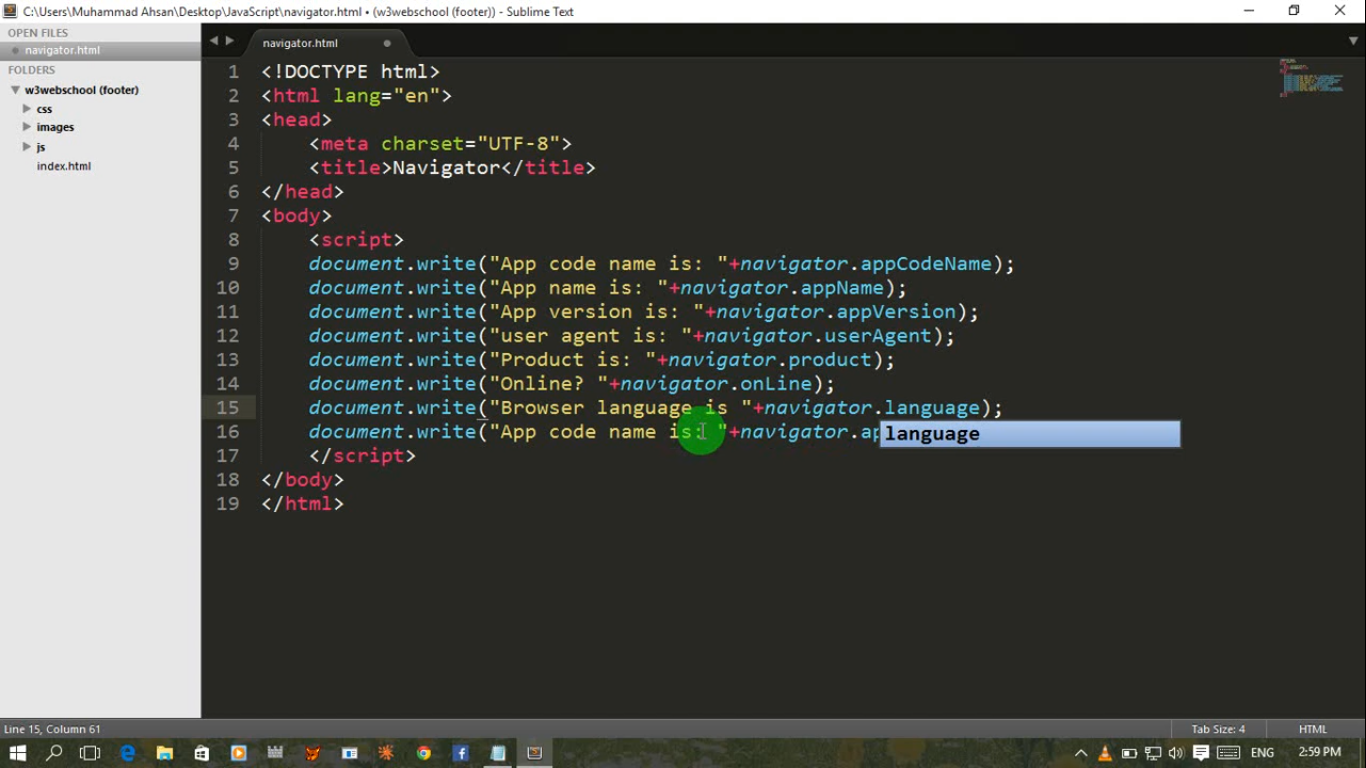 C:\Users\Muhammad Ahsan\Desktop\JavaScript\navigator.html • (w3webschool (footer)) - Sublime Text
OPEN FILES
navigator.html
FOLDERS
w3webschool (footer)
css
images
js
index.html
navigator.html
1 <!DOCTYPE html>
2 <html lang="en">
3 <head>
4 <meta charset="UTF-8">
5 <title>Navigator</title>
6 </head>
7 <body>
8 <script>
9 document.write("App code name is: "+navigator.appCodeName);
10 document.write("App name is: "+navigator.appName);
11 document.write("App version is: "+navigator.appVersion);
12 document.write("user agent is: "+navigator.userAgent);
13 document.write("Product is: "+navigator.product);
14 document.write("Online? "+navigator.onLine);
15 document.write("Browser language is "+navigator.language);
16 document.write("App code name is: "+navigator.ap
language
17 </script>
18 </body>
19 </html>
Line 15, Column 61
Tab Size: 4
HTML
ENG
2:59 PM